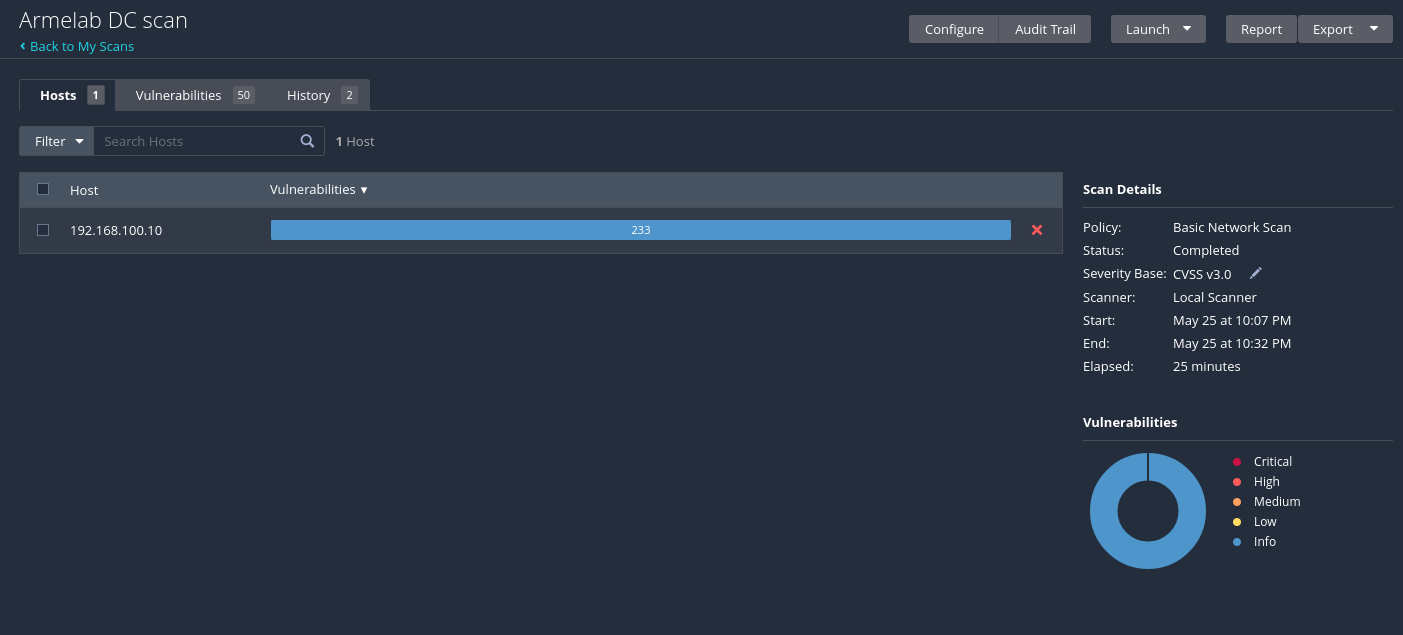 Armelab DC scan
Back to My Scans
Configure Audit Trail Launch Report Export
Hosts 1 Vulnerabilities 50 History 2
Filter Search Hosts 1 Host
Host Vulnerabilities
192.168.100.10 233
Scan Details
Policy: Basic Network Scan
Status: Completed
Severity Base: CVSS v3.0
Scanner: Local Scanner
Start: May 25 at 10:07 PM
End: May 25 at 10:32 PM
Elapsed: 25 minutes
Vulnerabilities
Critical
High
Medium
Low
Info